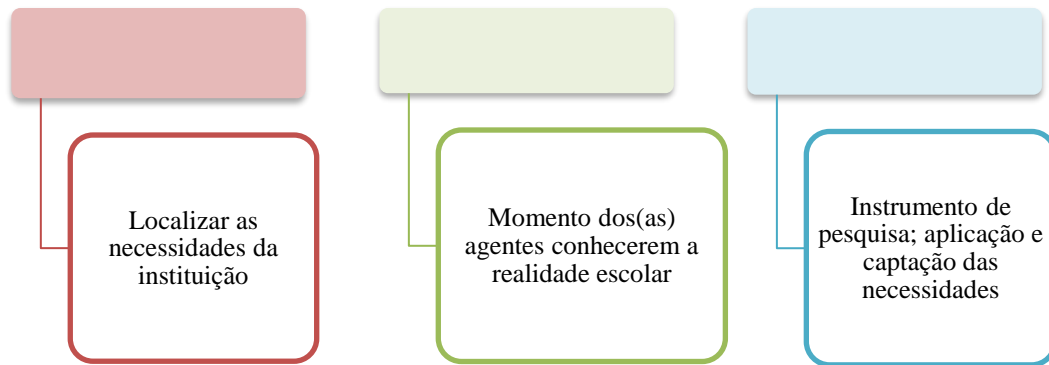 Localizar as
necessidades da
instituição
Momento dos(as)
agentes conhecerem a
realidade escolar
Instrumento de
pesquisa; aplicação e
captação das
necessidades